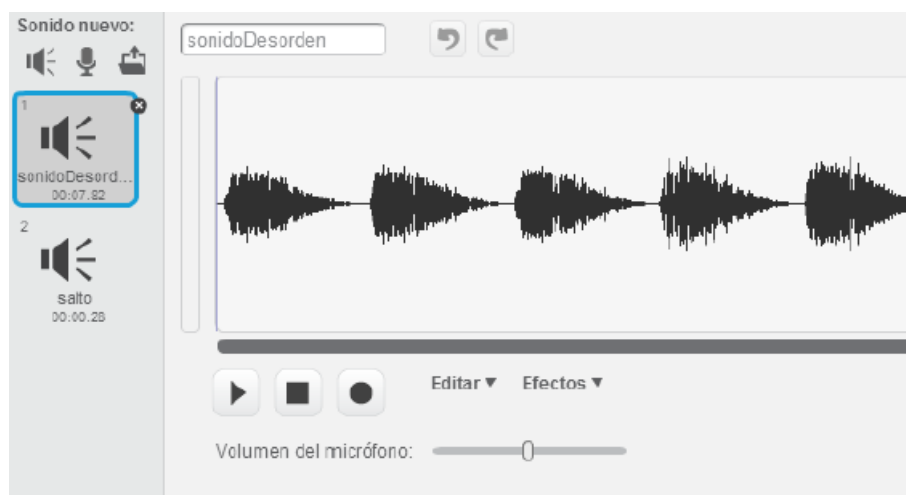 Sonido nuevo:
sonidoDesorden
1
sonidoDesord...
00:07.82
2
salto
00:00.28
Editar ▼ Efectos ▼
Volumen del micrófono: